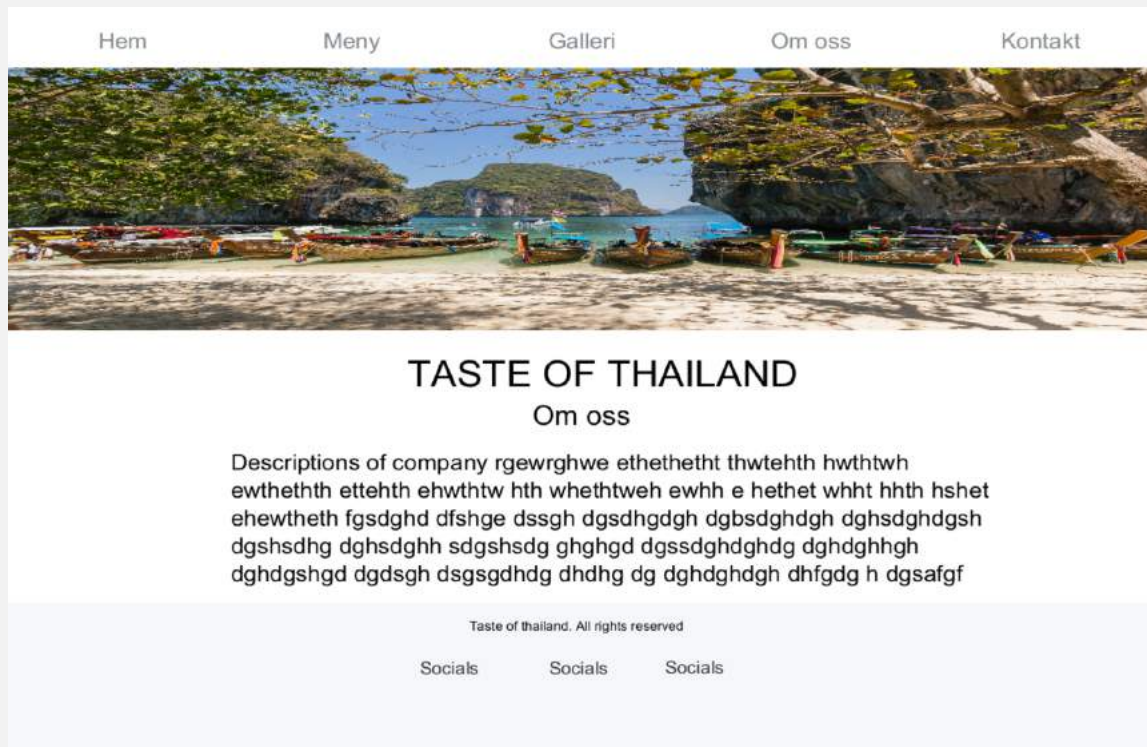 Hem Meny Galleri Om oss Kontakt
TASTE OF THAILAND
Om oss
Descriptions of company rgewrghwe ethethetht thwtehth hwthtwh
ewthethth ettehth ehwthtw hth whethtweh ewhh e hethet whht hhth hshet
ehewtheth fgsdghd dfshge dssgh dgsdhgdgh dgbsdghdgh dghsdghdgsh
dgshsdhg dghsdghh sdgshsdg ghghgd dgssdghdghdg dghdghhgh
dghdgshgd dgdsgh dsgsgdhdg dhdhg dg dghdghdgh dhfgdg h dgsafgf
Taste of thailand. All rights reserved
Socials Socials Socials